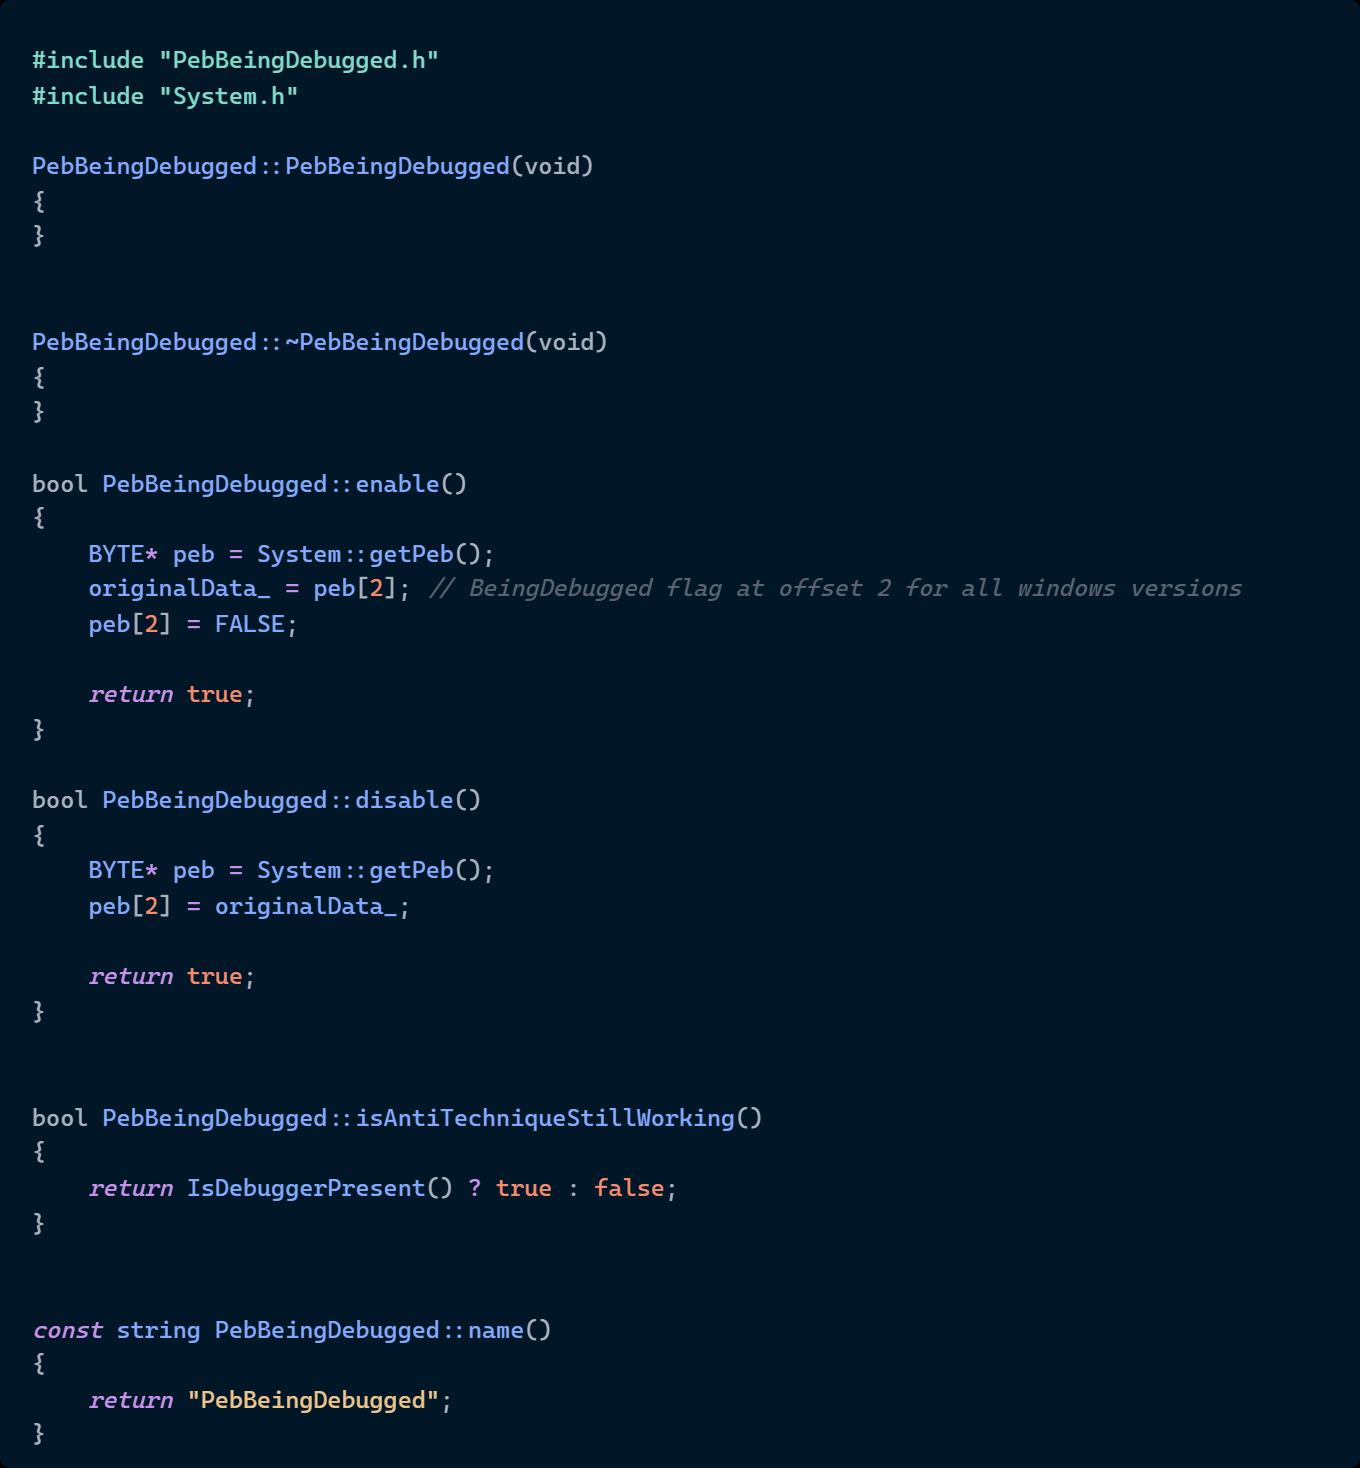 #include "PebBeingDebugged.h"
#include "System.h"
PebBeingDebugged::PebBeingDebugged(void)
{
}
PebBeingDebugged::~PebBeingDebugged(void)
{
}
bool PebBeingDebugged::enable()
{
    BYTE* peb = System::getPeb();
    originalData_ = peb[2]; // BeingDebugged flag at offset 2 for all windows versions
    peb[2] = FALSE;
    return true;
}
bool PebBeingDebugged::disable()
{
    BYTE* peb = System::getPeb();
    peb[2] = originalData_;
    return true;
}
bool PebBeingDebugged::isAntiTechniqueStillWorking()
{
    return IsDebuggerPresent() ? true : false;
}
const string PebBeingDebugged::name()
{
    return "PebBeingDebugged";
}